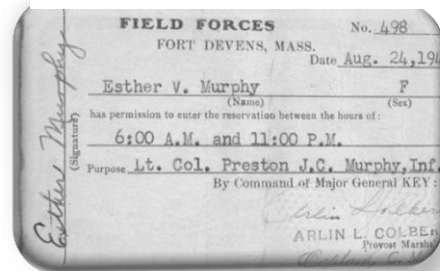 FIELD FORCES No. 498
FORT DEVENS, MASS.
Date Aug. 24,194
Esther V. Murphy F
(Name) (Sex)
has permission to enter the reservation between the hours of:
6:00 A.M. and 11:00 P.M.
Purpose Lt. Col. Preston J.C. Murphy,Inf.
By Command of Major General KEY:
ARLIN L. COLBER
Provost Marsha
Esther Murphy
(Signature)